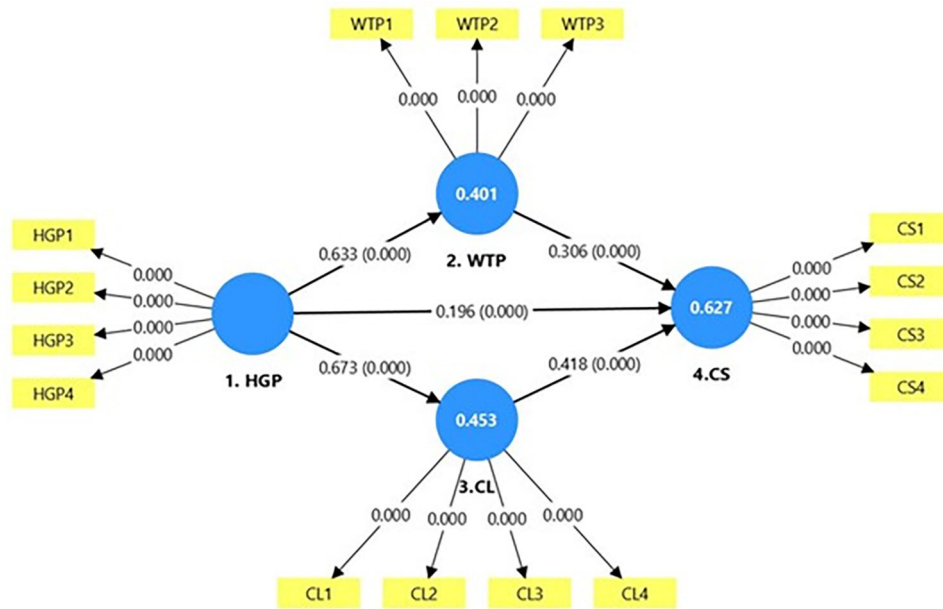 WTP1
WTP2
WTP3
0.000
0.000
0.000
0.401
2. WTP
HGP1
HGP2
HGP3
HGP4
0.000
0.000
0.000
0.000
1. HGP
0.633 (0.000)
0.196 (0.000)
0.673 (0.000)
0.306 (0.000)
0.418 (0.000)
0.627
4.CS
0.000
0.000
0.000
0.000
CS1
CS2
CS3
CS4
0.453
3.CL
0.000
0.000
0.000
0.000
CL1
CL2
CL3
CL4